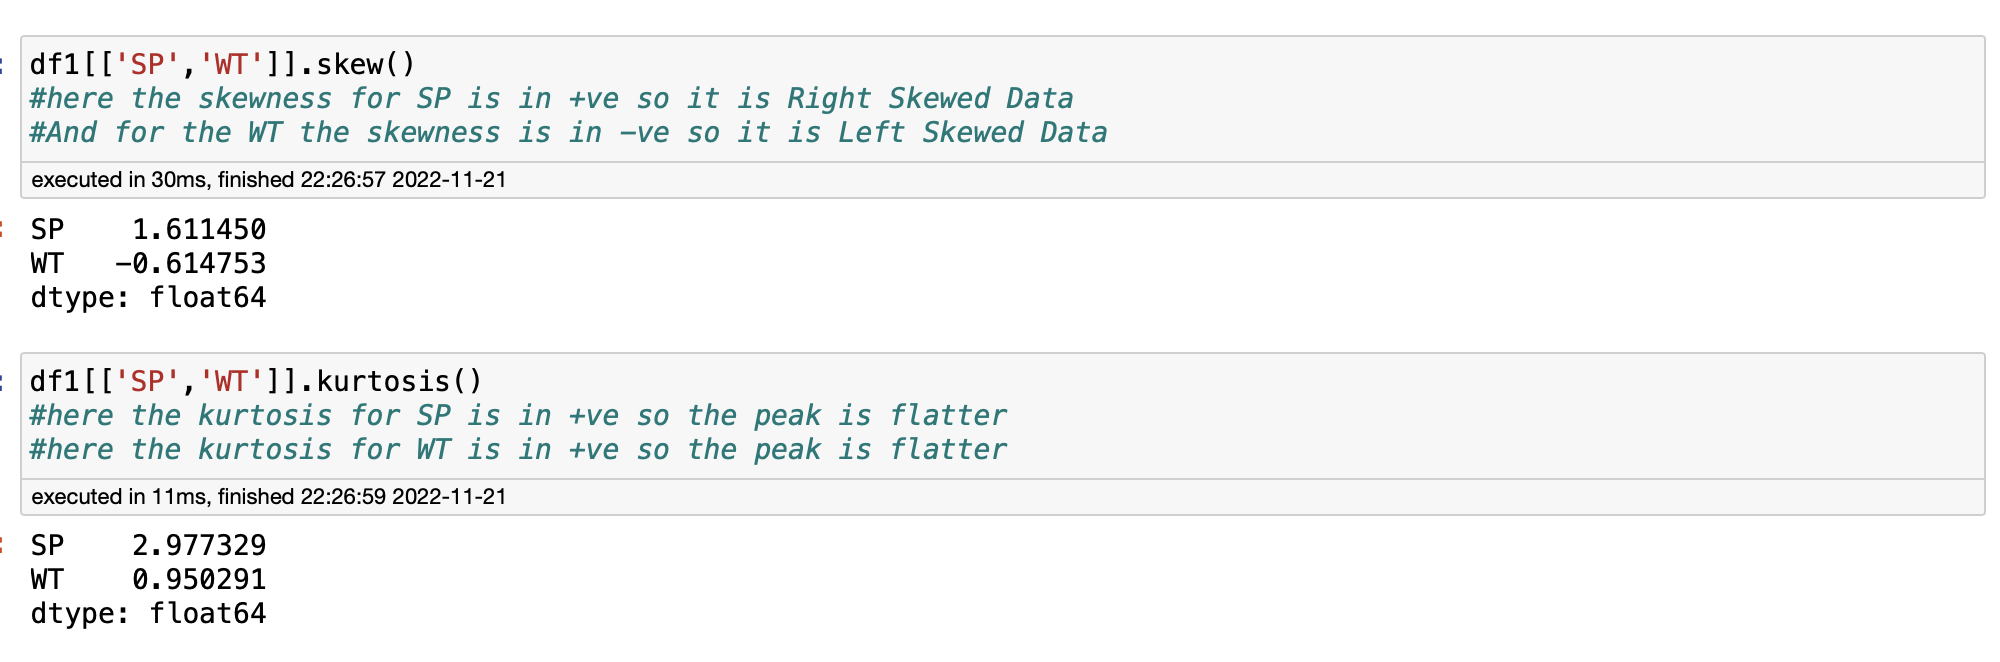 df1[['SP','WT']].skew()
#here the skewness for SP is in +ve so it is Right Skewed Data
#And for the WT the skewness is in -ve so it is Left Skewed Data
executed in 30ms, finished 22:26:57 2022-11-21
SP    1.611450
WT   -0.614753
dtype: float64
df1[['SP','WT']].kurtosis()
#here the kurtosis for SP is in +ve so the peak is flatter
#here the kurtosis for WT is in +ve so the peak is flatter
executed in 11ms, finished 22:26:59 2022-11-21
SP    2.977329
WT    0.950291
dtype: float64